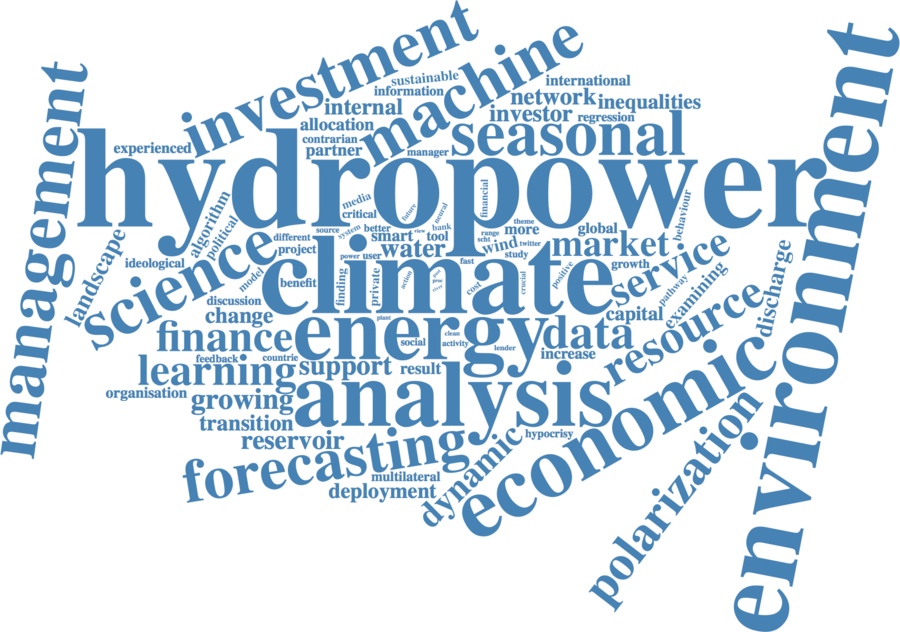 investment
machine
environment
management
sustainable
information
international
internal
network
inequalities
allocation
investor
regression
contrarian
seasonal
experienced
partner
manager
hydropower
algorithm
political
media
critical
future
neural
financial
behaviour
landscape
science
different
project
source
system
better
view
bank
theme
more
global
smart
tool
range
wind
twitter
market
water
study
service
ideological
model
power
user
fast
climate
growth
benefit
finding
private
action
cost
crucial
positive
pathway
examining
discharge
discussion
change
plant
capital
finance
energy
social
clean
activity
data
resource
lender
increase
feedback
countrie
learning
support
result
organisation
growing
analysis
economic
transition
reservoir
hypocrisy
forecasting
dynamic
polarization
multilateral
deployment